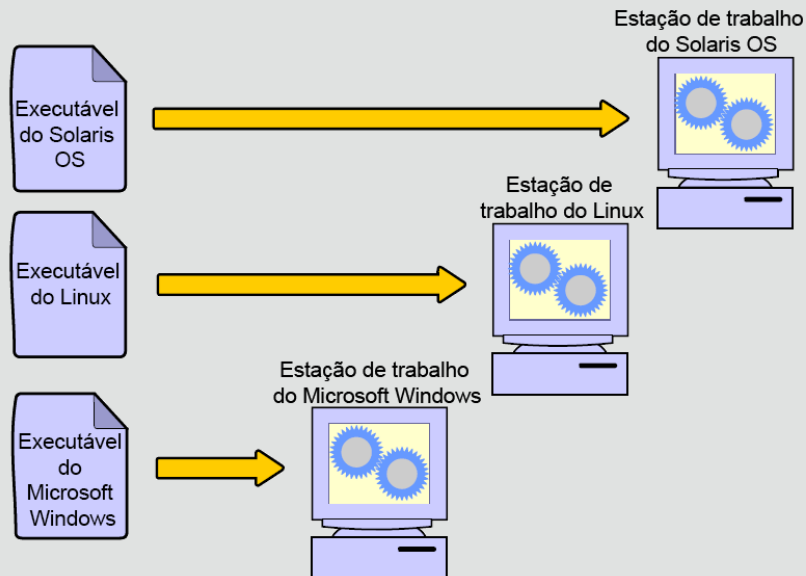 Estação de trabalho
do Solaris OS
Executável
do Solaris
OS
Estação de
trabalho do Linux
Executável
do Linux
Estação de trabalho
do Microsoft Windows
Executável
do
Microsoft
Windows